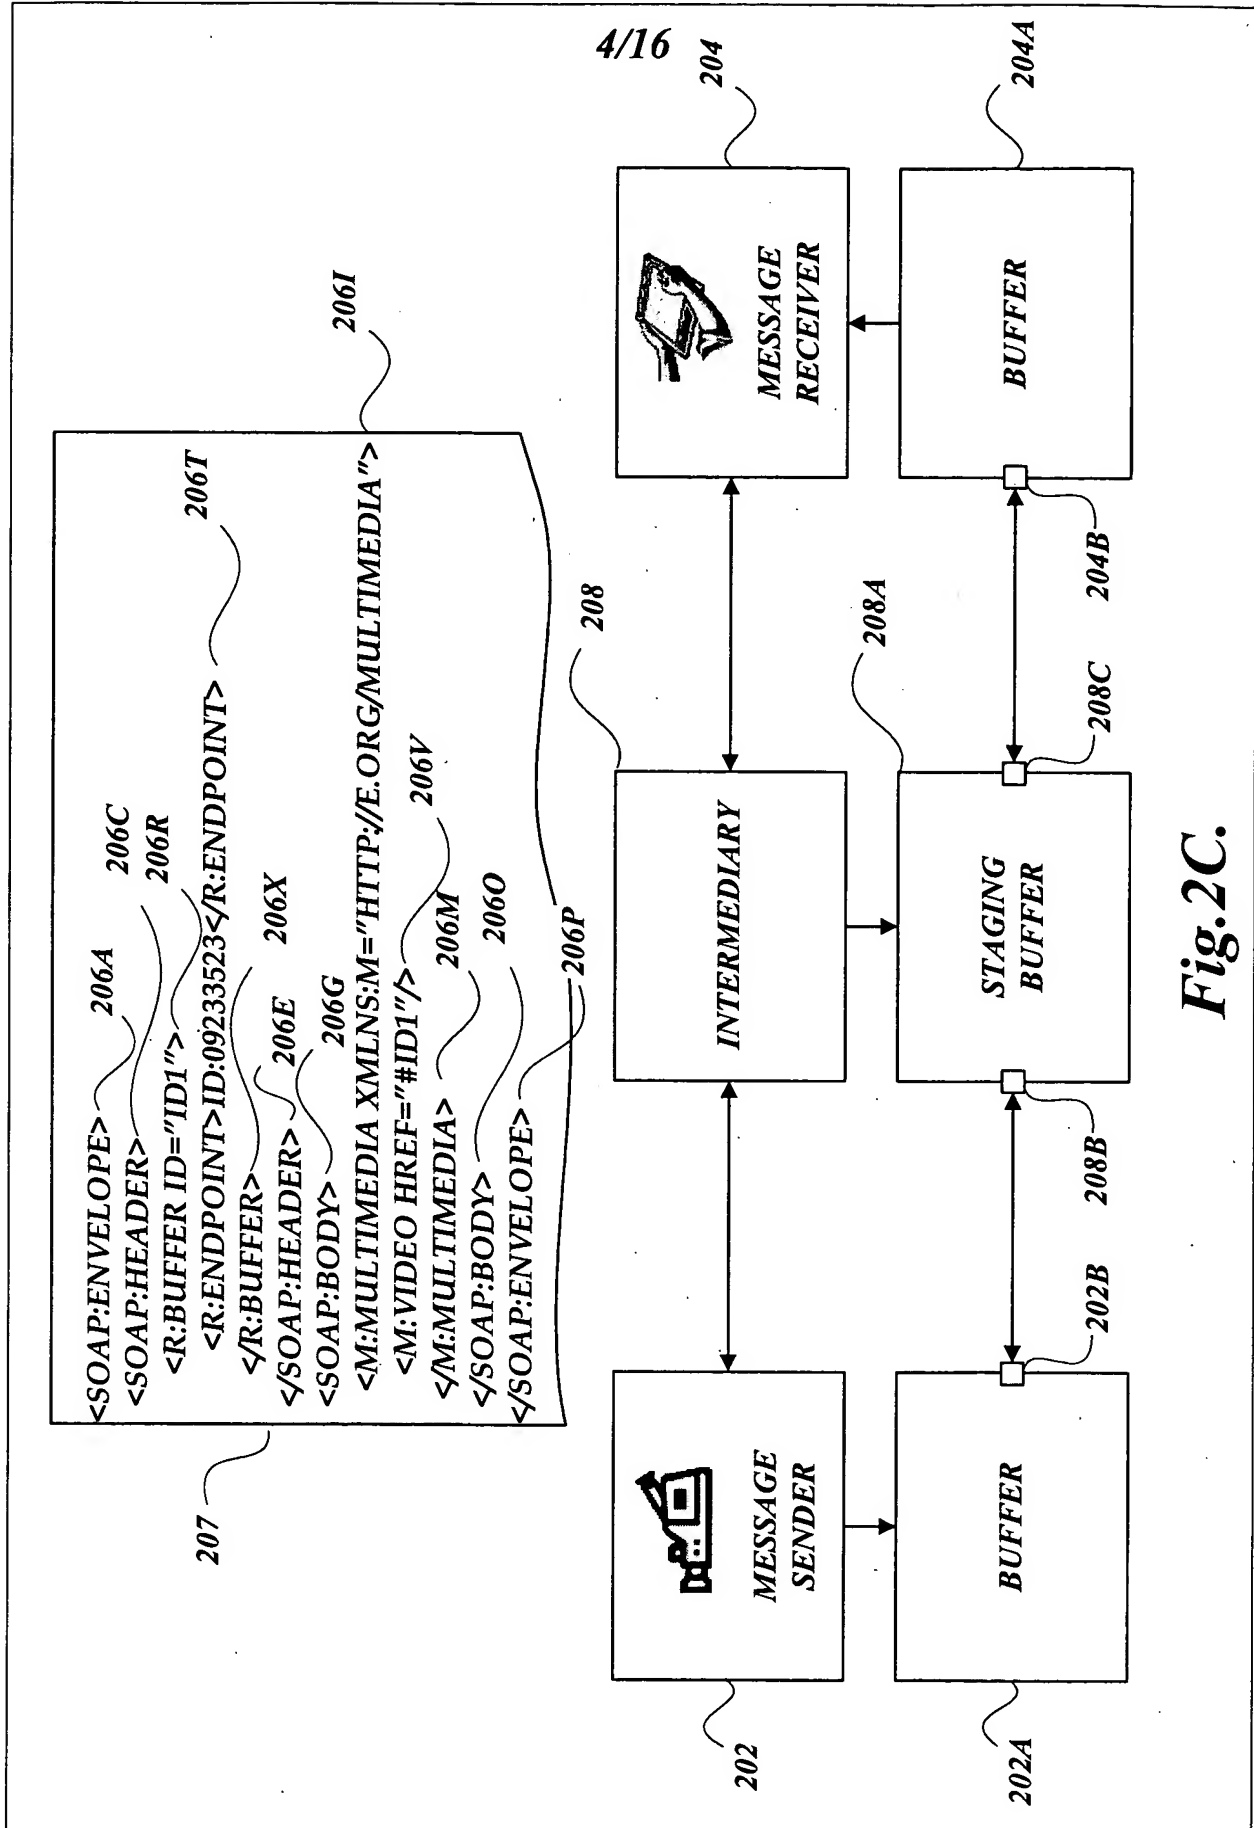 4/16
<SOAP:ENVELOPE>
206A
<SOAP:HEADER>
206C
<R:BUFFER ID="ID1">
206R
<R:ENDPOINT>ID:09233523</R:ENDPOINT>
206T
</R:BUFFER>
206X
</SOAP:HEADER>
206E
<SOAP:BODY>
206G
<M:MULTIMEDIA XMLNS:M="HTTP://E.ORG/MULTIMEDIA">
206I
<M:VIDEO HREF="#ID1"/>
206V
</M:MULTIMEDIA>
206M
</SOAP:BODY>
206O
</SOAP:ENVELOPE>
206P
207
202
MESSAGE
SENDER
208
INTERMEDIARY
204
MESSAGE
RECEIVER
202A
BUFFER
202B
208B
208A
STAGING
BUFFER
208C
204B
204A
BUFFER
Fig.2C.